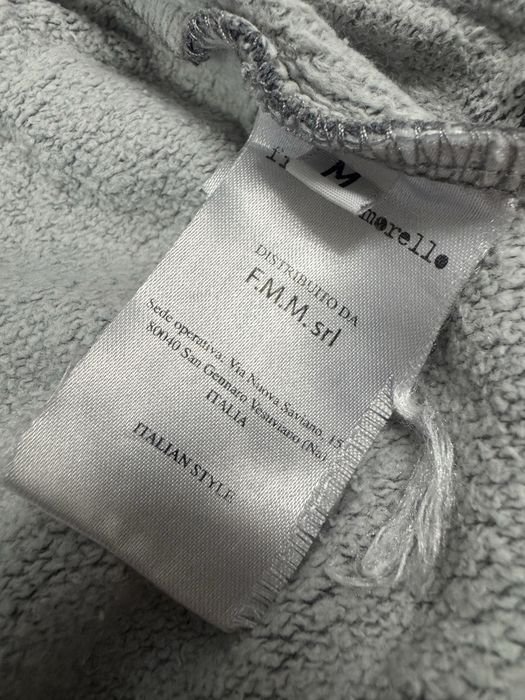 M
morello
DISTRIBUITO DA
F.M.M. srl
Sede operativa. Via Nuova Saviano, 15
80040 San Gennaro Vesuviano (Na)
ITALIA
ITALIAN STYLE